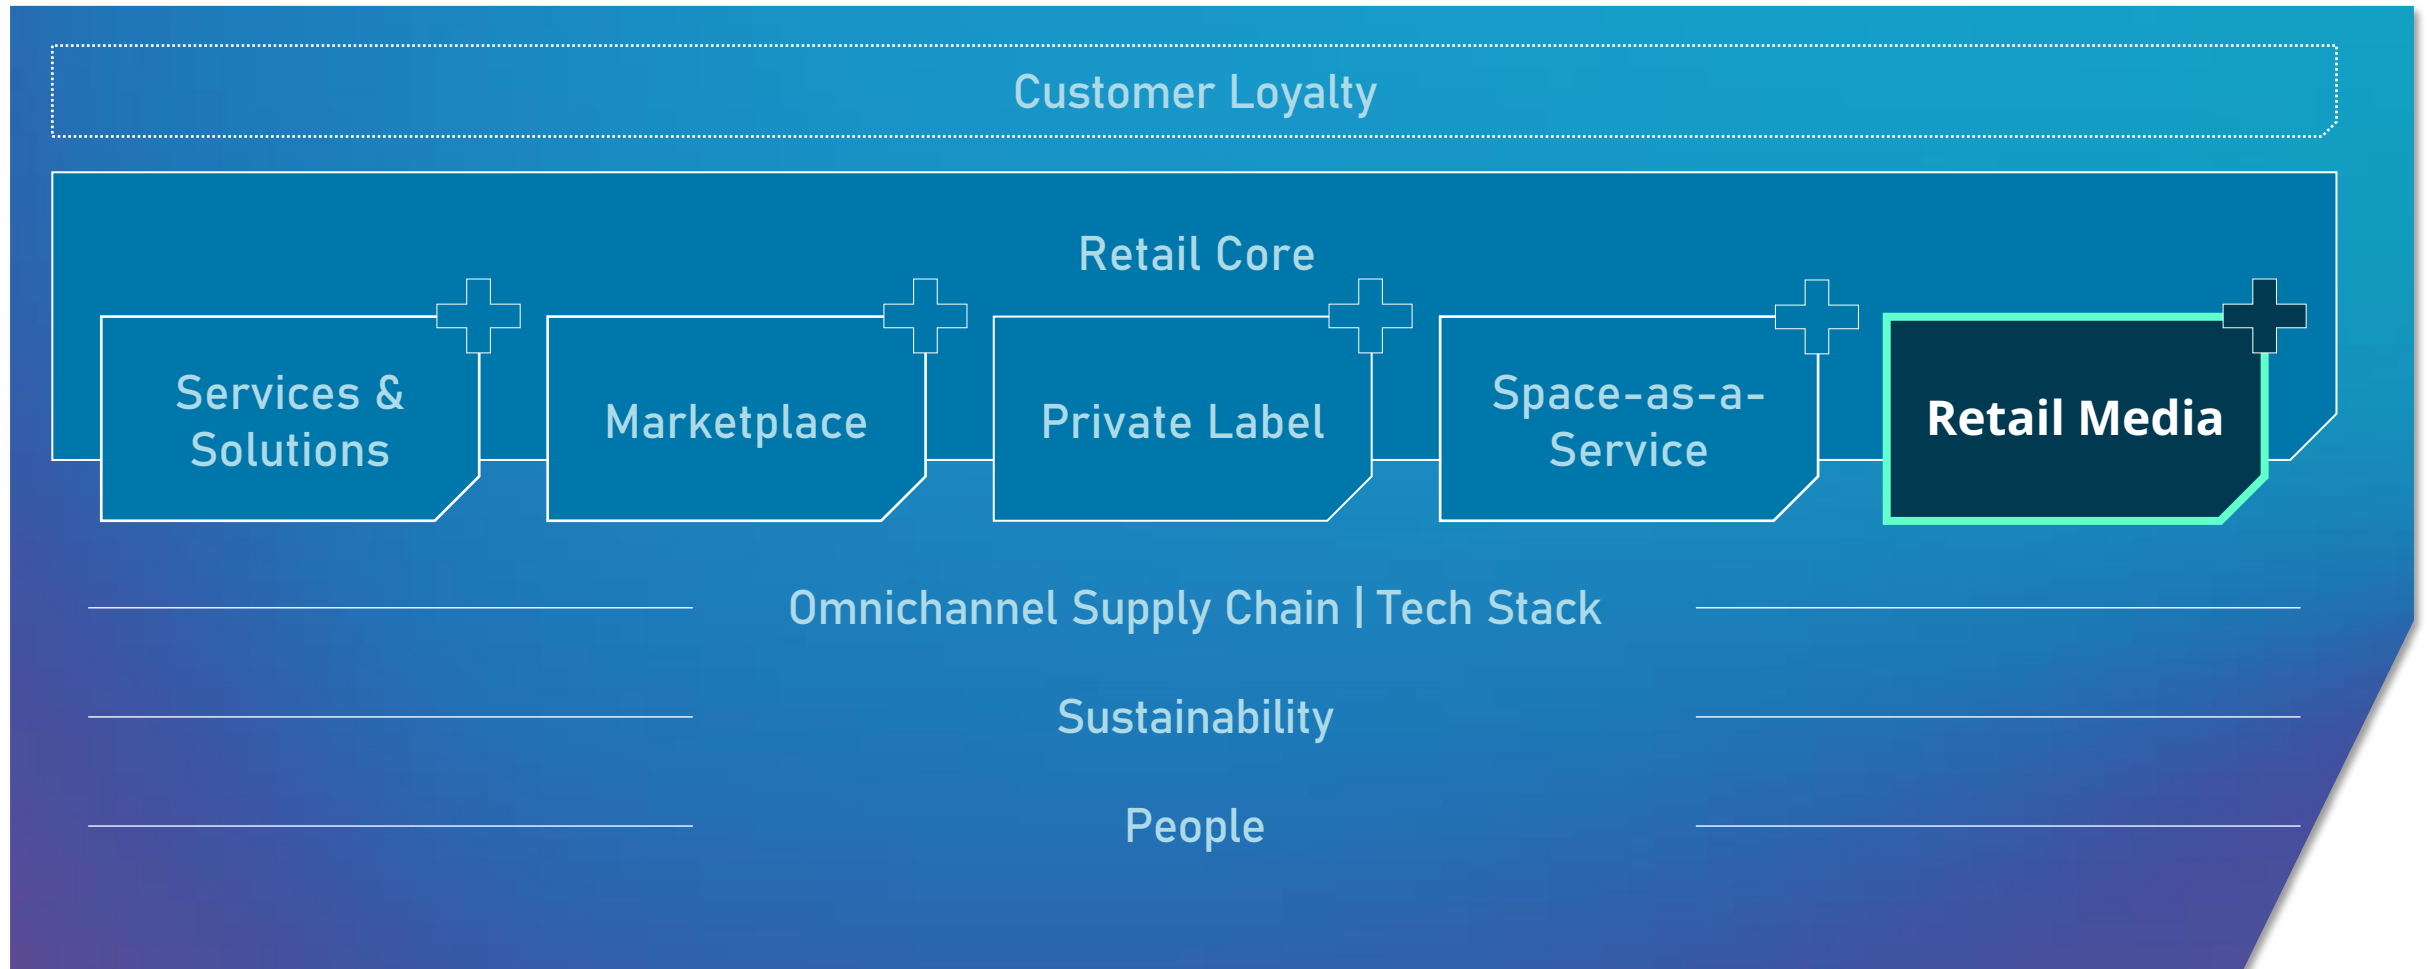 Customer Loyalty
Retail Core
Services &
Solutions
Marketplace
Private Label
Space-as-a-
Service
Retail Media
Omnichannel Supply Chain | Tech Stack
Sustainability
People